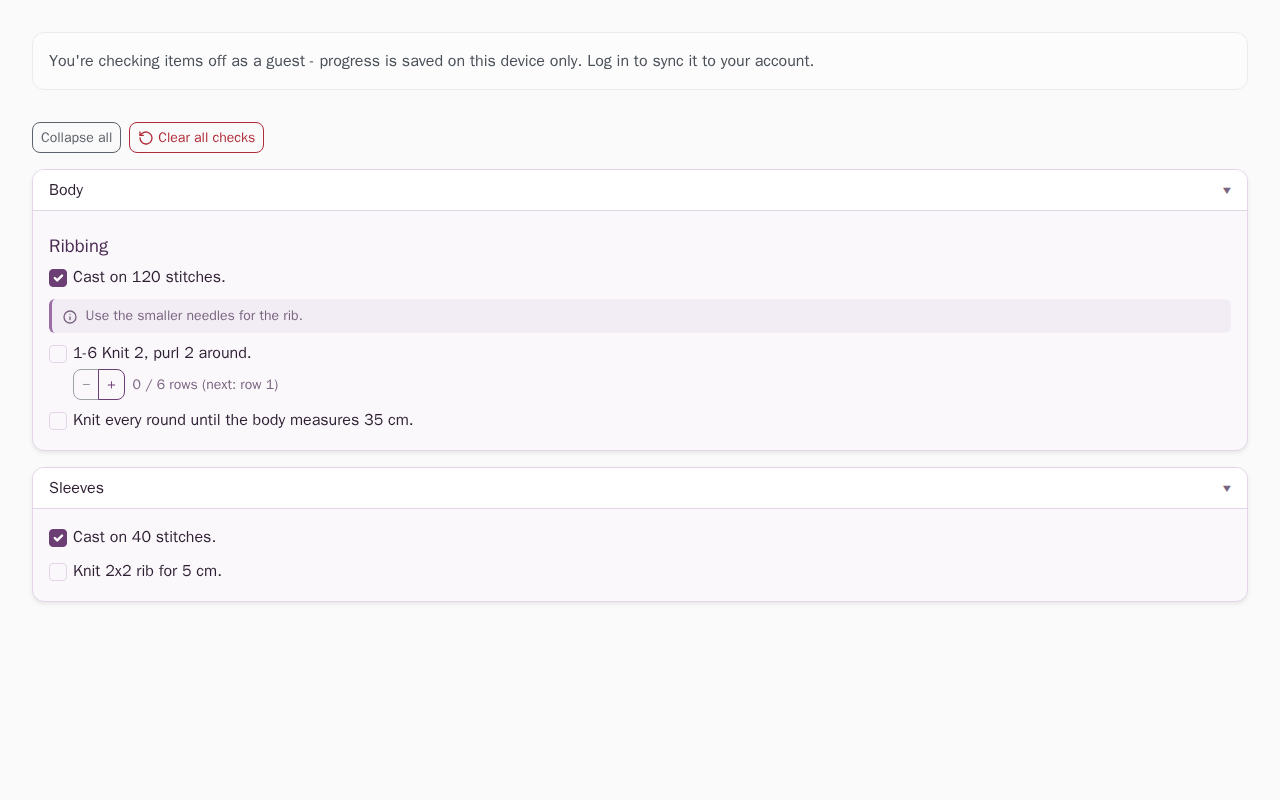 You're checking items off as a guest - progress is saved on this device only. Log in to sync it to your account.
Collapse all
Clear all checks
Body
Ribbing
Cast on 120 stitches.
Use the smaller needles for the rib.
1-6 Knit 2, purl 2 around.
− + 0 / 6 rows (next: row 1)
Knit every round until the body measures 35 cm.
Sleeves
Cast on 40 stitches.
Knit 2x2 rib for 5 cm.